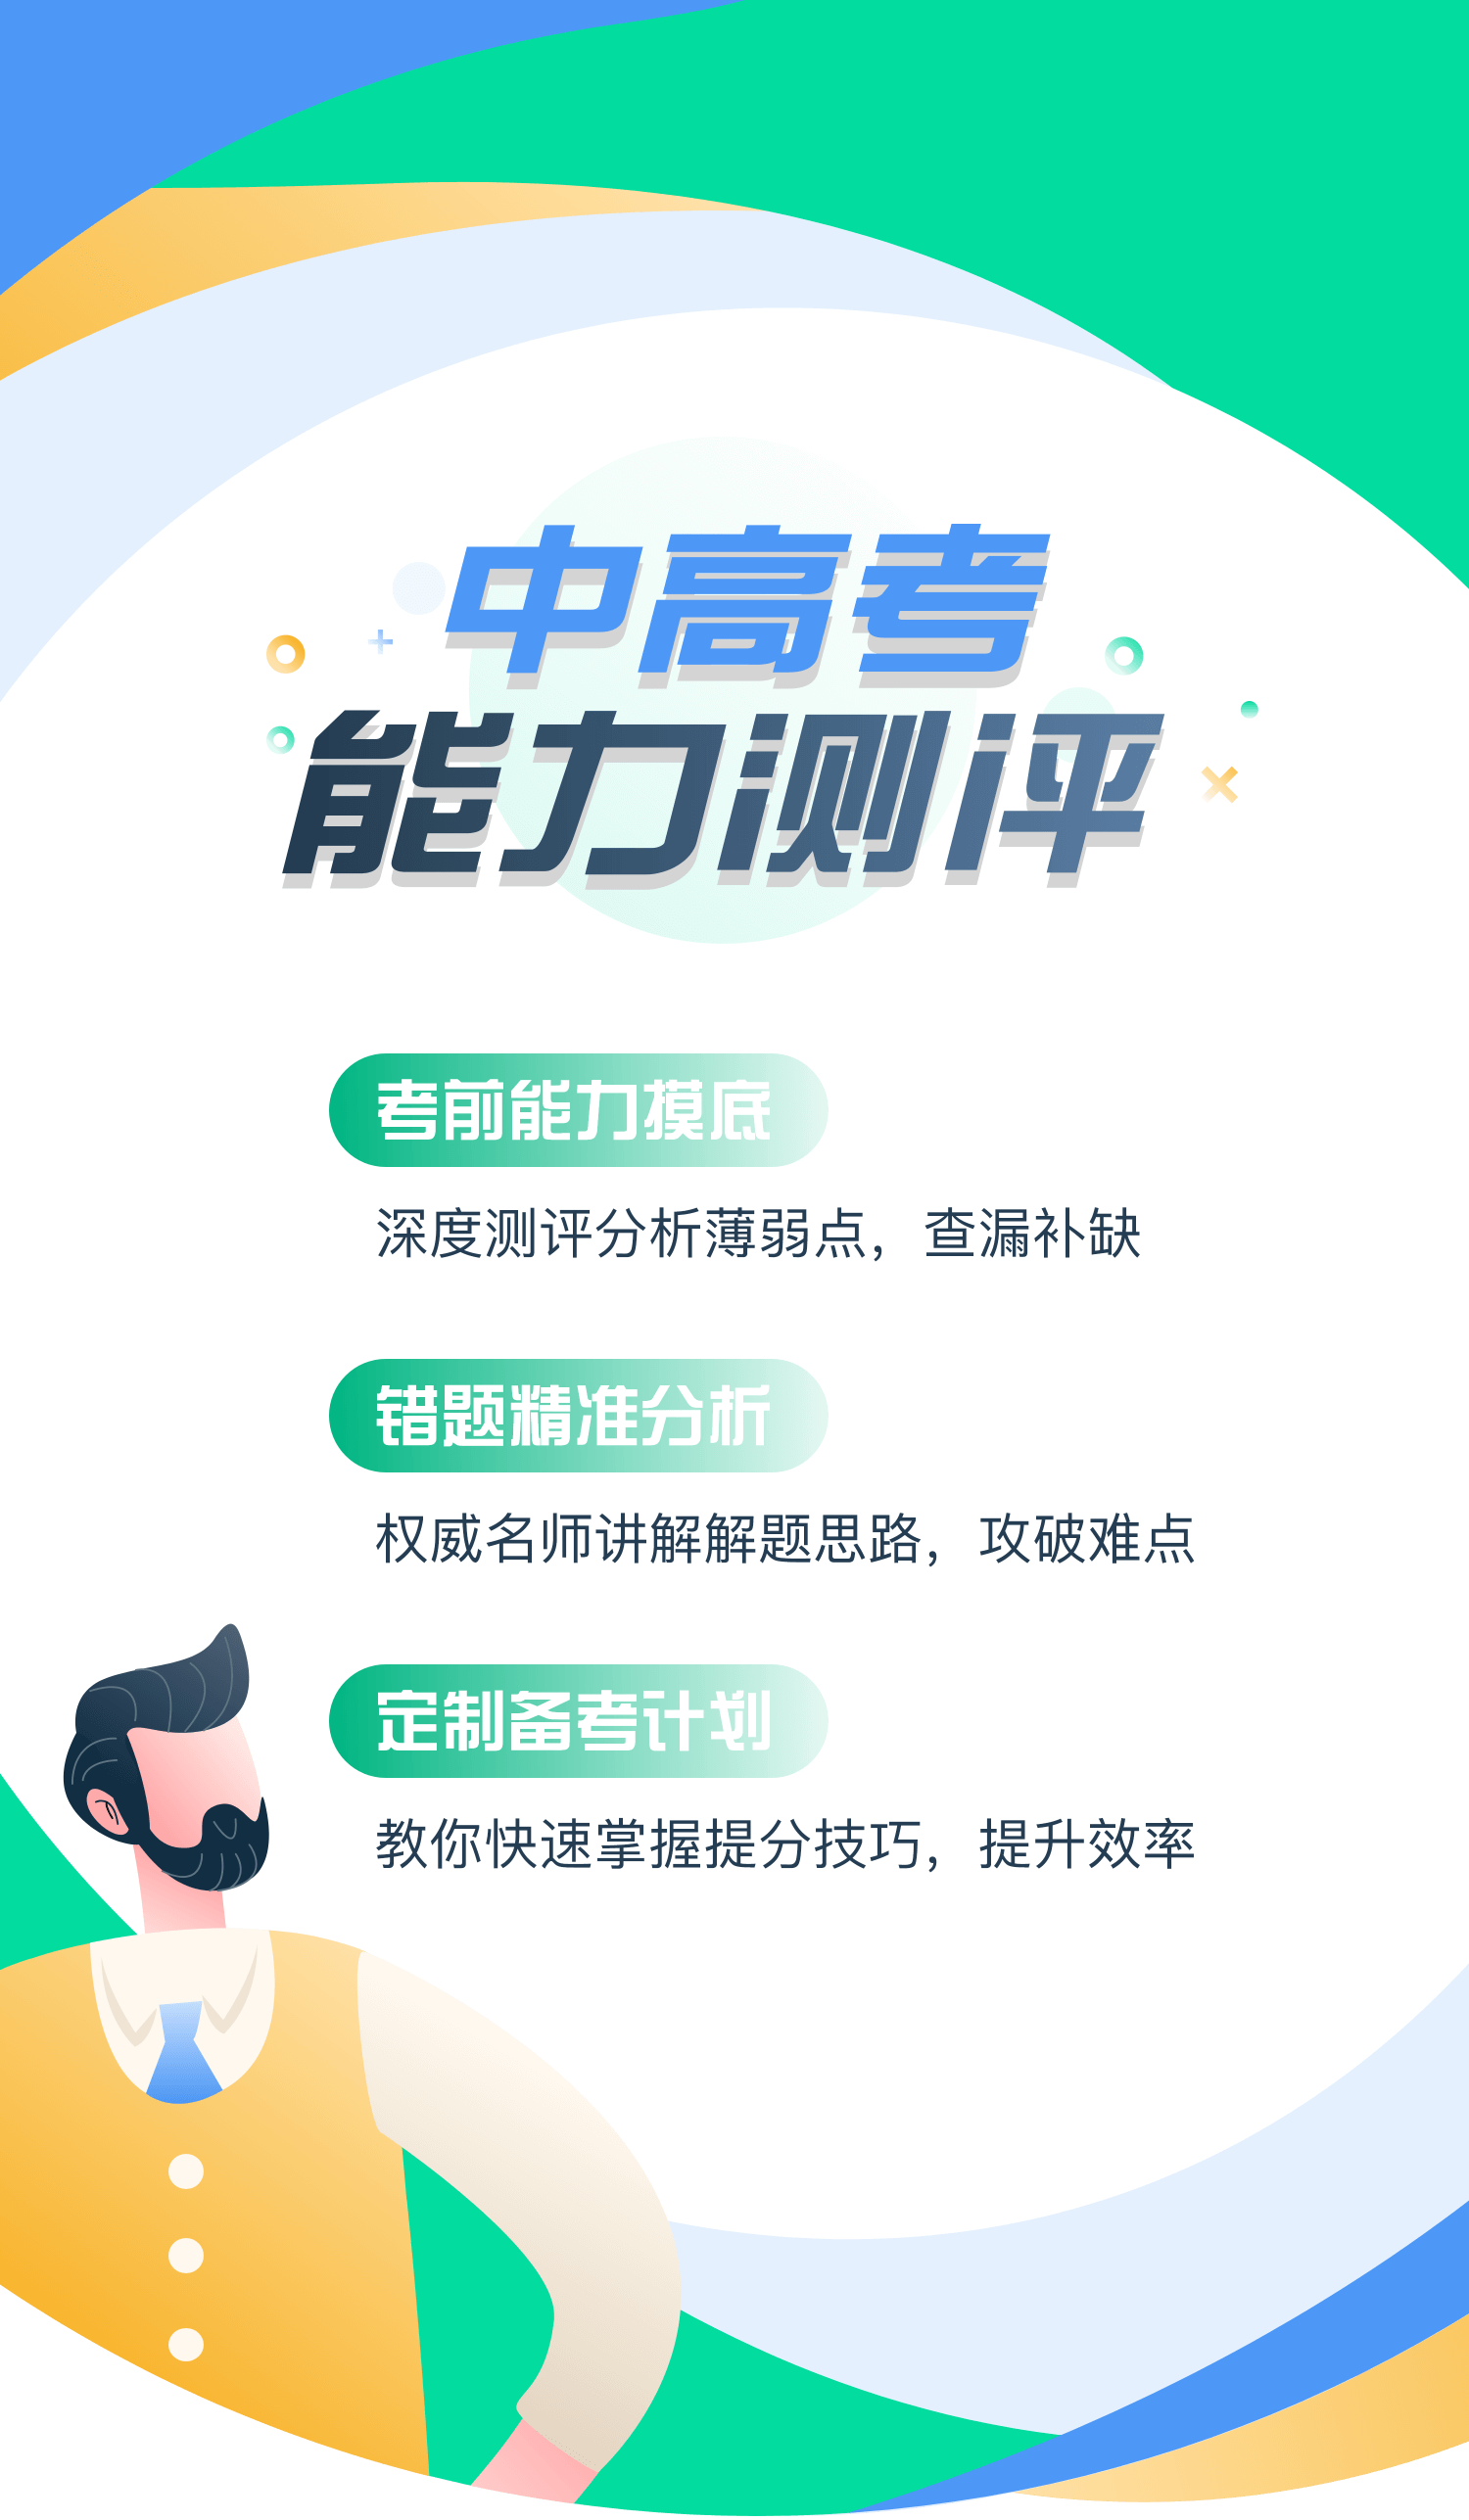 中高考
能力测评
考前能力摸底
深度测评分析薄弱点，查漏补缺
错题精准分析
权威名师讲解解题思路，攻破难点
定制备考计划
教你快速掌握提分技巧，提升效率